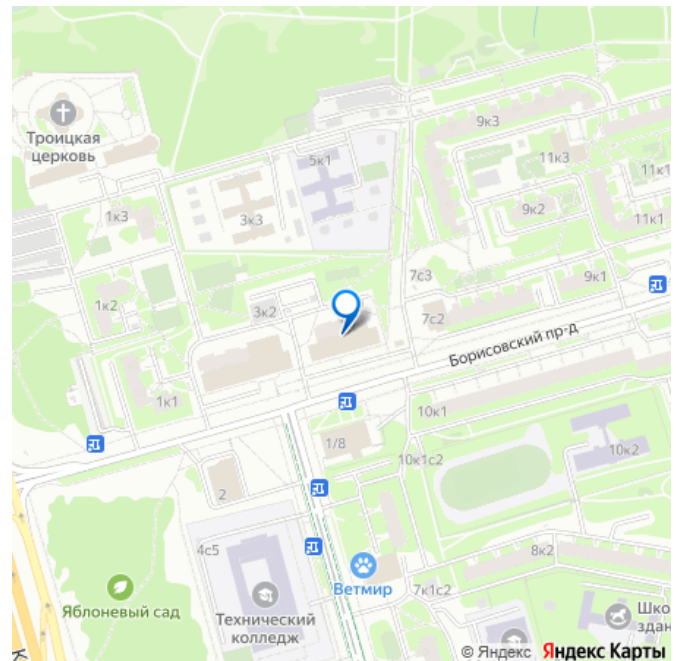 9к3
Троицкая
церковь
5к1
11к3
11к1
1к3
3к3
9к2
11к1
7с3
9к1
1к2
3к2
7с2
Борисовский пр-д
1к1
10к1
1/8
10к1с2
10к2
2
4с5
8к2
Ветмир
7к1с2
Яблоневый сад
Технический
колледж
Шко
здан
К
© Яндекс Яндекс Карты